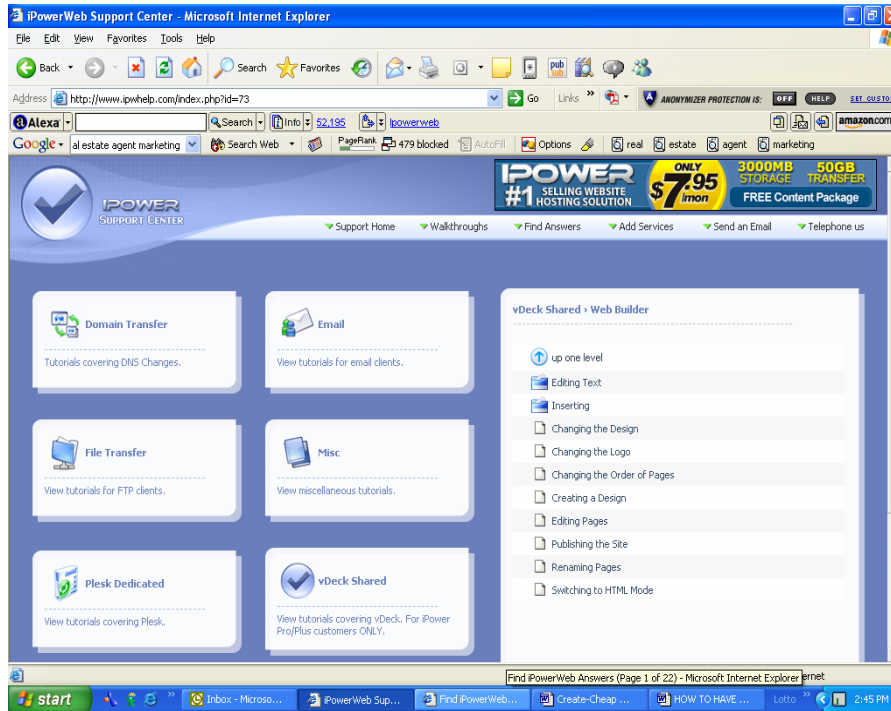 iPowerWeb Support Center - Microsoft Internet Explorer
File Edit View Favorites Tools Help
Back Search Favorites
Address http://www.ipwhelp.com/index.php?id=73 Go Links » ANONYMIZER PROTECTION IS: OFF HELP
Alexa Search Info 52,195 Ipowerweb amazon.com
Google al estate agent marketing Search Web PageRank 479 blocked AutoFill Options real estate agent marketing
IPOWER
#1 SELLING WEBSITE HOSTING SOLUTION
ONLY $7.95 /mon
3000MB STORAGE 50GB TRANSFER
FREE Content Package
IPOWER
SUPPORT CENTER
Support Home Walkthroughs Find Answers Add Services Send an Email Telephone us
Domain Transfer
Tutorials covering DNS Changes.
Email
View tutorials for email clients.
File Transfer
View tutorials for FTP clients.
Misc
View miscellaneous tutorials.
Plesk Dedicated
View tutorials covering Plesk.
vDeck Shared
View tutorials covering vDeck. For iPower
Pro/Plus customers ONLY.
vDeck Shared › Web Builder
up one level
Editing Text
Inserting
Changing the Design
Changing the Logo
Changing the Order of Pages
Creating a Design
Editing Pages
Publishing the Site
Renaming Pages
Switching to HTML Mode
Find iPowerWeb Answers (Page 1 of 22) - Microsoft Internet Explorer ernet
start » Inbox - Microso... iPowerWeb Sup... Find iPowerWeb... Create-Cheap ... HOW TO HAVE ... Lotto » 2:45 PM